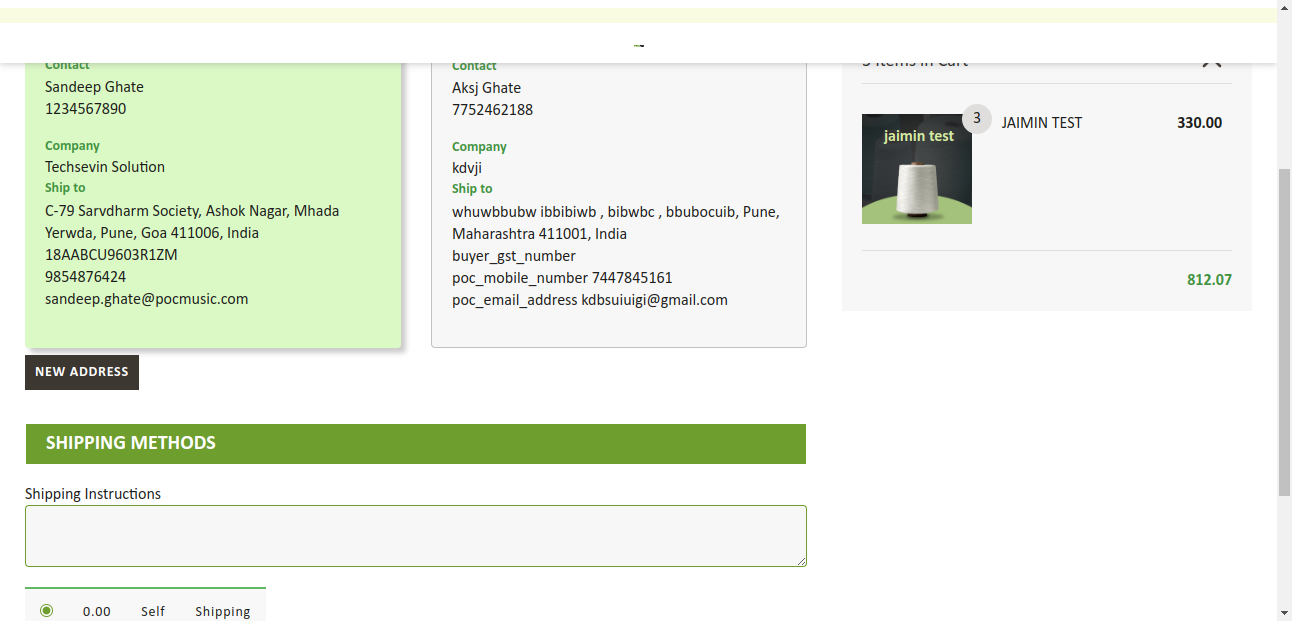 Contact
Sandeep Ghate
1234567890
Company
Techsevin Solution
Ship to
C-79 Sarvdharm Society, Ashok Nagar, Mhada
Yerwda, Pune, Goa 411006, India
18AABCU9603R1ZM
9854876424
sandeep.ghate@pocmusic.com
Contact
Aksj Ghate
7752462188
Company
kdvji
Ship to
whuwbbubw ibbibiwb , bibwbc , bbubocuib, Pune,
Maharashtra 411001, India
buyer_gst_number
poc_mobile_number 7447845161
poc_email_address kdbsuiuigi@gmail.com
NEW ADDRESS
SHIPPING METHODS
Shipping Instructions
0.00 Self Shipping
Items in Cart
jaimin test
3
JAIMIN TEST
330.00
812.07